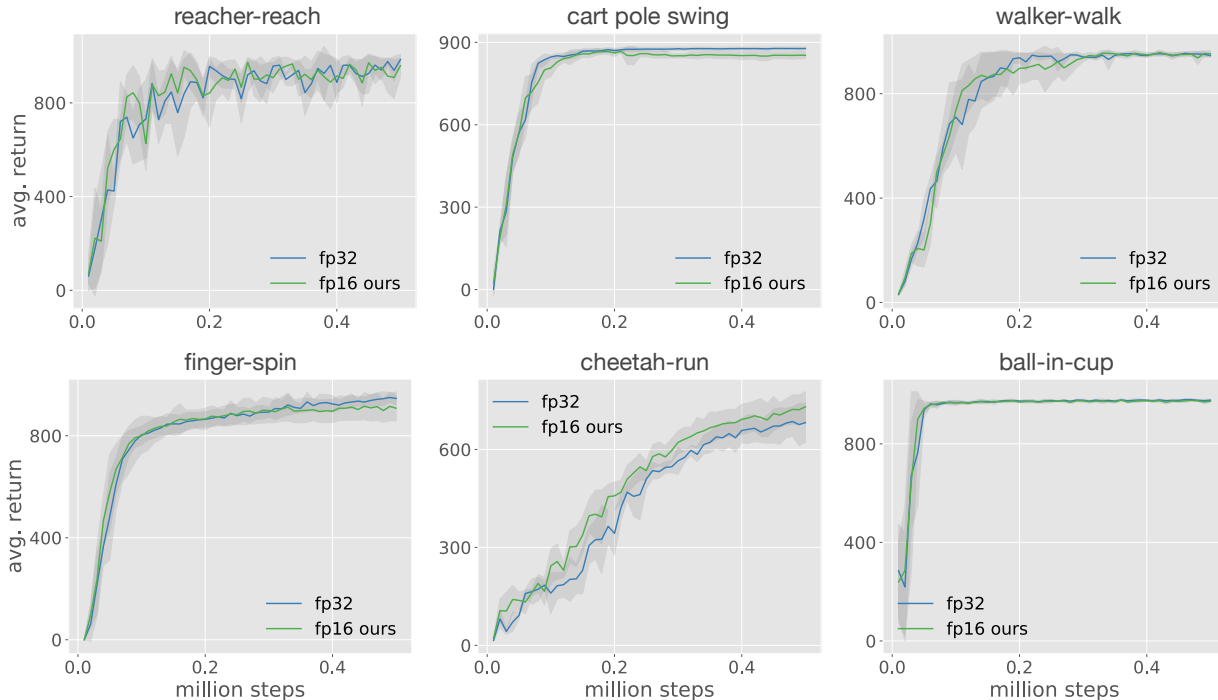 reacher-reach
cart pole swing
walker-walk
avg. return
800
400
0
0.0
0.2
0.4
fp32
fp16 ours
900
600
300
0
0.0
0.2
0.4
fp32
fp16 ours
800
400
0
0.0
0.2
0.4
fp32
fp16 ours
finger-spin
cheetah-run
ball-in-cup
avg. return
800
400
0
0.0
0.2
0.4
million steps
fp32
fp16 ours
600
300
0
0.0
0.2
0.4
million steps
fp32
fp16 ours
800
400
0
0.0
0.2
0.4
million steps
fp32
fp16 ours